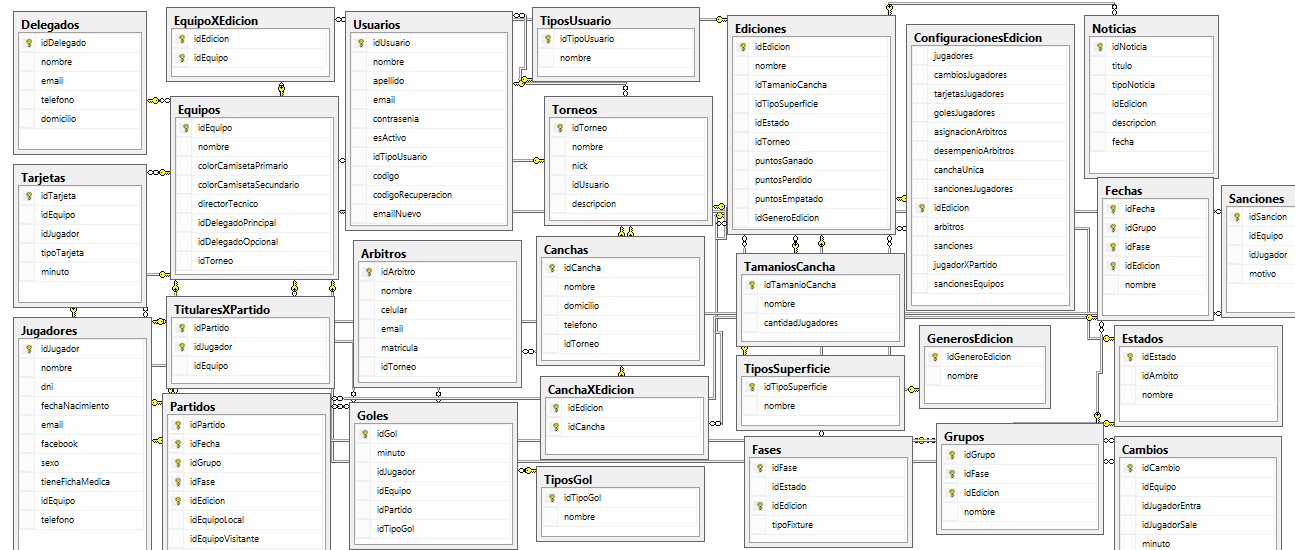 Delegados
idDelegado
nombre
email
telefono
domicilio
EquipoXEdicion
idEdicion
idEquipo
Usuarios
idUsuario
nombre
apellido
email
contrasenia
esActivo
idTipoUsuario
codigo
codigoRecuperacion
emailNuevo
TiposUsuario
idTipoUsuario
nombre
Ediciones
idEdicion
nombre
idTamanioCancha
idTipoSuperficie
idEstado
idTorneo
puntosGanado
puntosPerdido
puntosEmpatado
idGeneroEdicion
ConfiguracionesEdicion
jugadores
cambiosJugadores
tarjetasJugadores
golesJugadores
asignacionArbitros
desempenioArbitros
canchaUnica
sancionesJugadores
idEdicion
arbitros
sanciones
jugadorXPartido
sancionesEquipos
Noticias
idNoticia
titulo
tipoNoticia
idEdicion
descripcion
fecha
Equipos
idEquipo
nombre
colorCamisetaPrimario
colorCamisetaSecundario
directorTecnico
idDelegadoPrincipal
idDelegadoOpcional
idTorneo
Torneos
idTorneo
nombre
nick
idUsuario
descripcion
Tarjetas
idTarjeta
idEquipo
idJugador
tipoTarjeta
minuto
Fechas
idFecha
idGrupo
idFase
idEdicion
nombre
Sanciones
idSancion
idEquipo
idJugador
motivo
Arbitros
idArbitro
nombre
celular
email
matricula
idTorneo
Canchas
idCancha
nombre
domicilio
telefono
idTorneo
TamaniosCancha
idTamanioCancha
nombre
cantidadJugadores
TitularesXPartido
idPartido
idJugador
idEquipo
Jugadores
idJugador
nombre
dni
fechaNacimiento
email
facebook
sexo
tieneFichaMedica
idEquipo
telefono
GenerosEdicion
idGeneroEdicion
nombre
Estados
idEstado
idAmbito
nombre
TiposSuperficie
idTipoSuperficie
nombre
CanchaXEdicion
idEdicion
idCancha
Partidos
idPartido
idFecha
idGrupo
idFase
idEdicion
idEquipoLocal
idEquipoVisitante
Goles
idGol
minuto
idJugador
idEquipo
idPartido
idTipoGol
TiposGol
idTipoGol
nombre
Fases
idFase
idEstado
idEdicion
tipoFixture
Grupos
idGrupo
idFase
idEdicion
nombre
Cambios
idCambio
idEquipo
idJugadorEntra
idJugadorSale
minuto